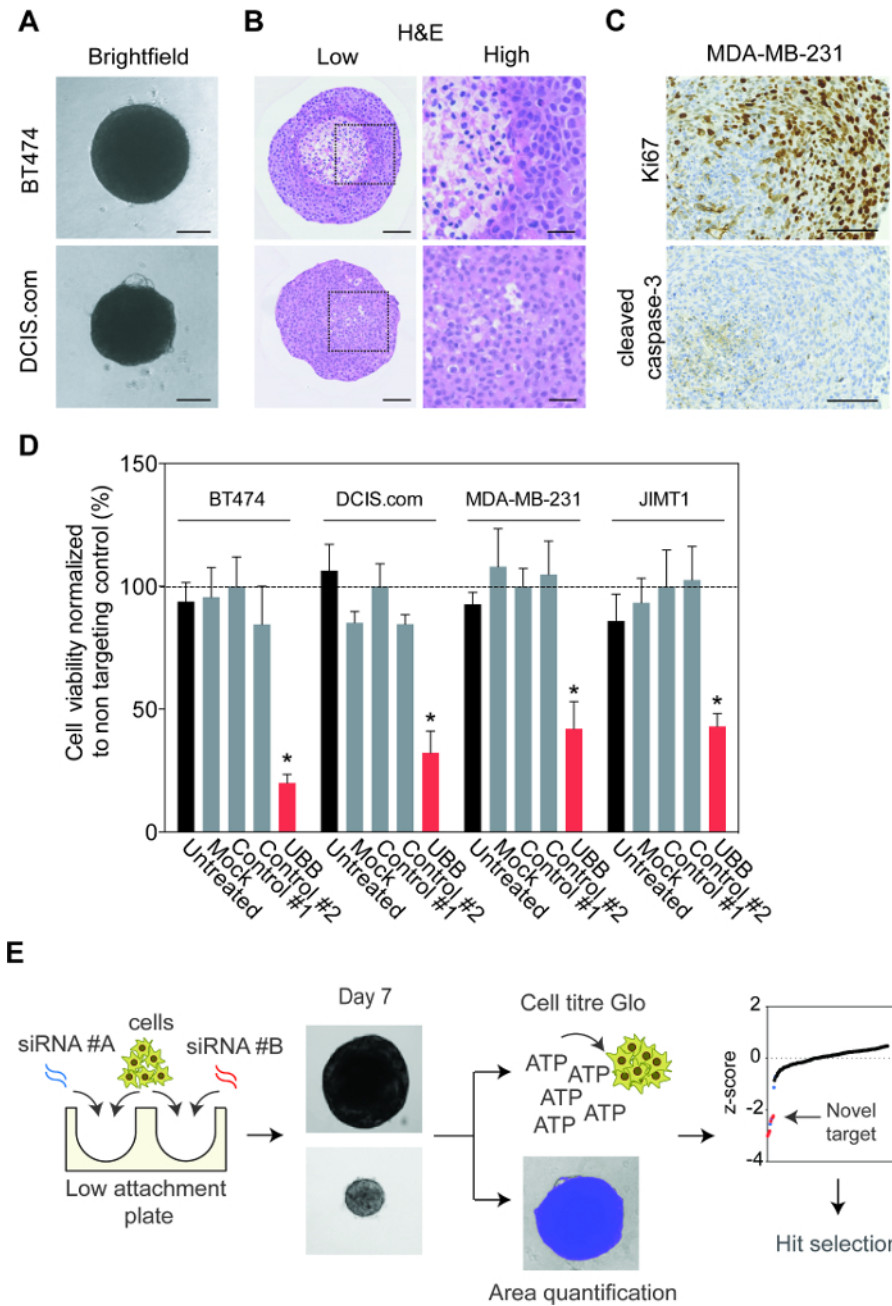 A
Brightfield
BT474
DCIS.com
B
H&E
Low
High
C
MDA-MB-231
Ki67
cleaved
caspase-3
D
Cell viability normalized
to non targeting control (%)
150
100
50
0
BT474
DCIS.com
MDA-MB-231
JIMT1
*
*
*
*
Untreated
Mock
Control #1
Control #2
UBB
Untreated
Mock
Control #1
Control #2
UBB
Untreated
Mock
Control #1
Control #2
UBB
Untreated
Mock
Control #1
Control #2
UBB
E
siRNA #A
cells
siRNA #B
Low attachment
plate
Day 7
Cell titre Glo
ATP
ATP ATP
ATP ATP
ATP
Area quantification
z-score
2
0
-2
-4
Novel
target
Hit selection